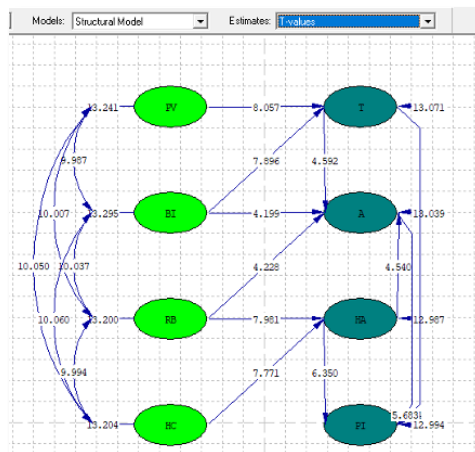 Models: Structural Model Estimates: T-values
13.241 PV 8.057 T 13.071
9.987 7.896 4.592
10.007 13.295 BI 4.199 A 13.039
10.050 10.037 4.228 4.540
10.060 13.200 RB 7.981 HA 12.987
9.994 7.771 6.350
5.683
13.204 HC PI 12.994